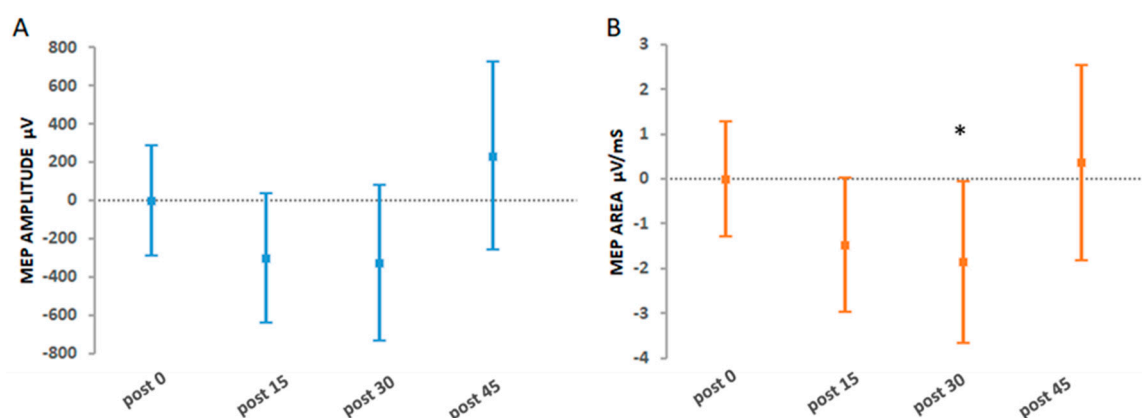 A
MEP AMPLITUDE µV
800
600
400
200
0
-200
-400
-600
-800
post 0
post 15
post 30
post 45
B
MEP AREA µV/mS
3
2
1
0
-1
-2
-3
-4
*
post 0
post 15
post 30
post 45